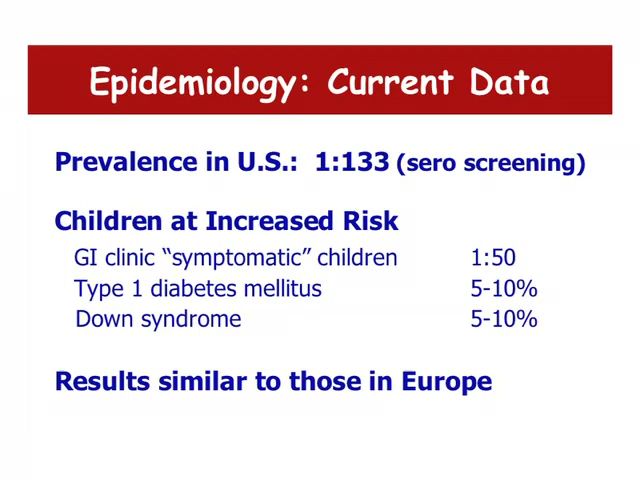 Epidemiology: Current Data
Prevalence in U.S.: 1:133 (sero screening)
Children at Increased Risk
GI clinic “symptomatic” children 1:50
Type 1 diabetes mellitus 5-10%
Down syndrome 5-10%
Results similar to those in Europe